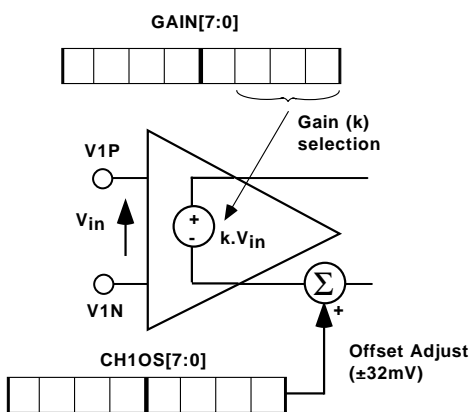 GAIN[7:0]
Gain (k)
selection
V1P
+
-
Vin
k.Vin
V1N
Σ
+
CH1OS[7:0]
Offset Adjust
(±32mV)